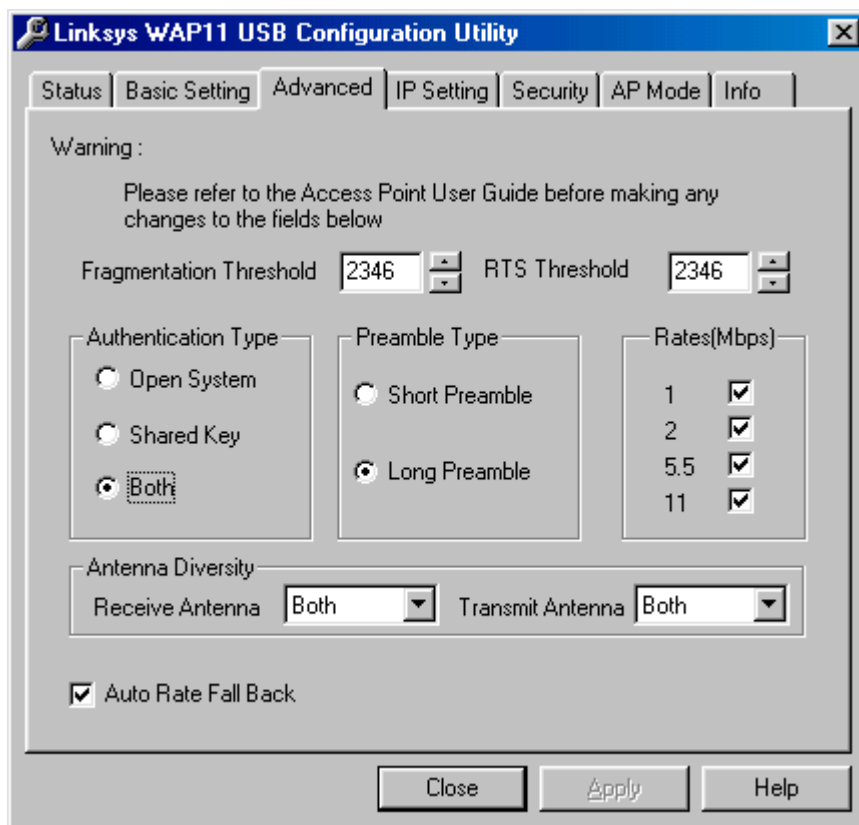 Linksys WAP11 USB Configuration Utility
Status Basic Setting Advanced IP Setting Security AP Mode Info
Warning :
Please refer to the Access Point User Guide before making any
changes to the fields below
Fragmentation Threshold 2346 RTS Threshold 2346
Authentication Type
Open System
Shared Key
Both
Preamble Type
Short Preamble
Long Preamble
Rates(Mbps)
1
2
5.5
11
Antenna Diversity
Receive Antenna Both Transmit Antenna Both
Auto Rate Fall Back
Close Apply Help